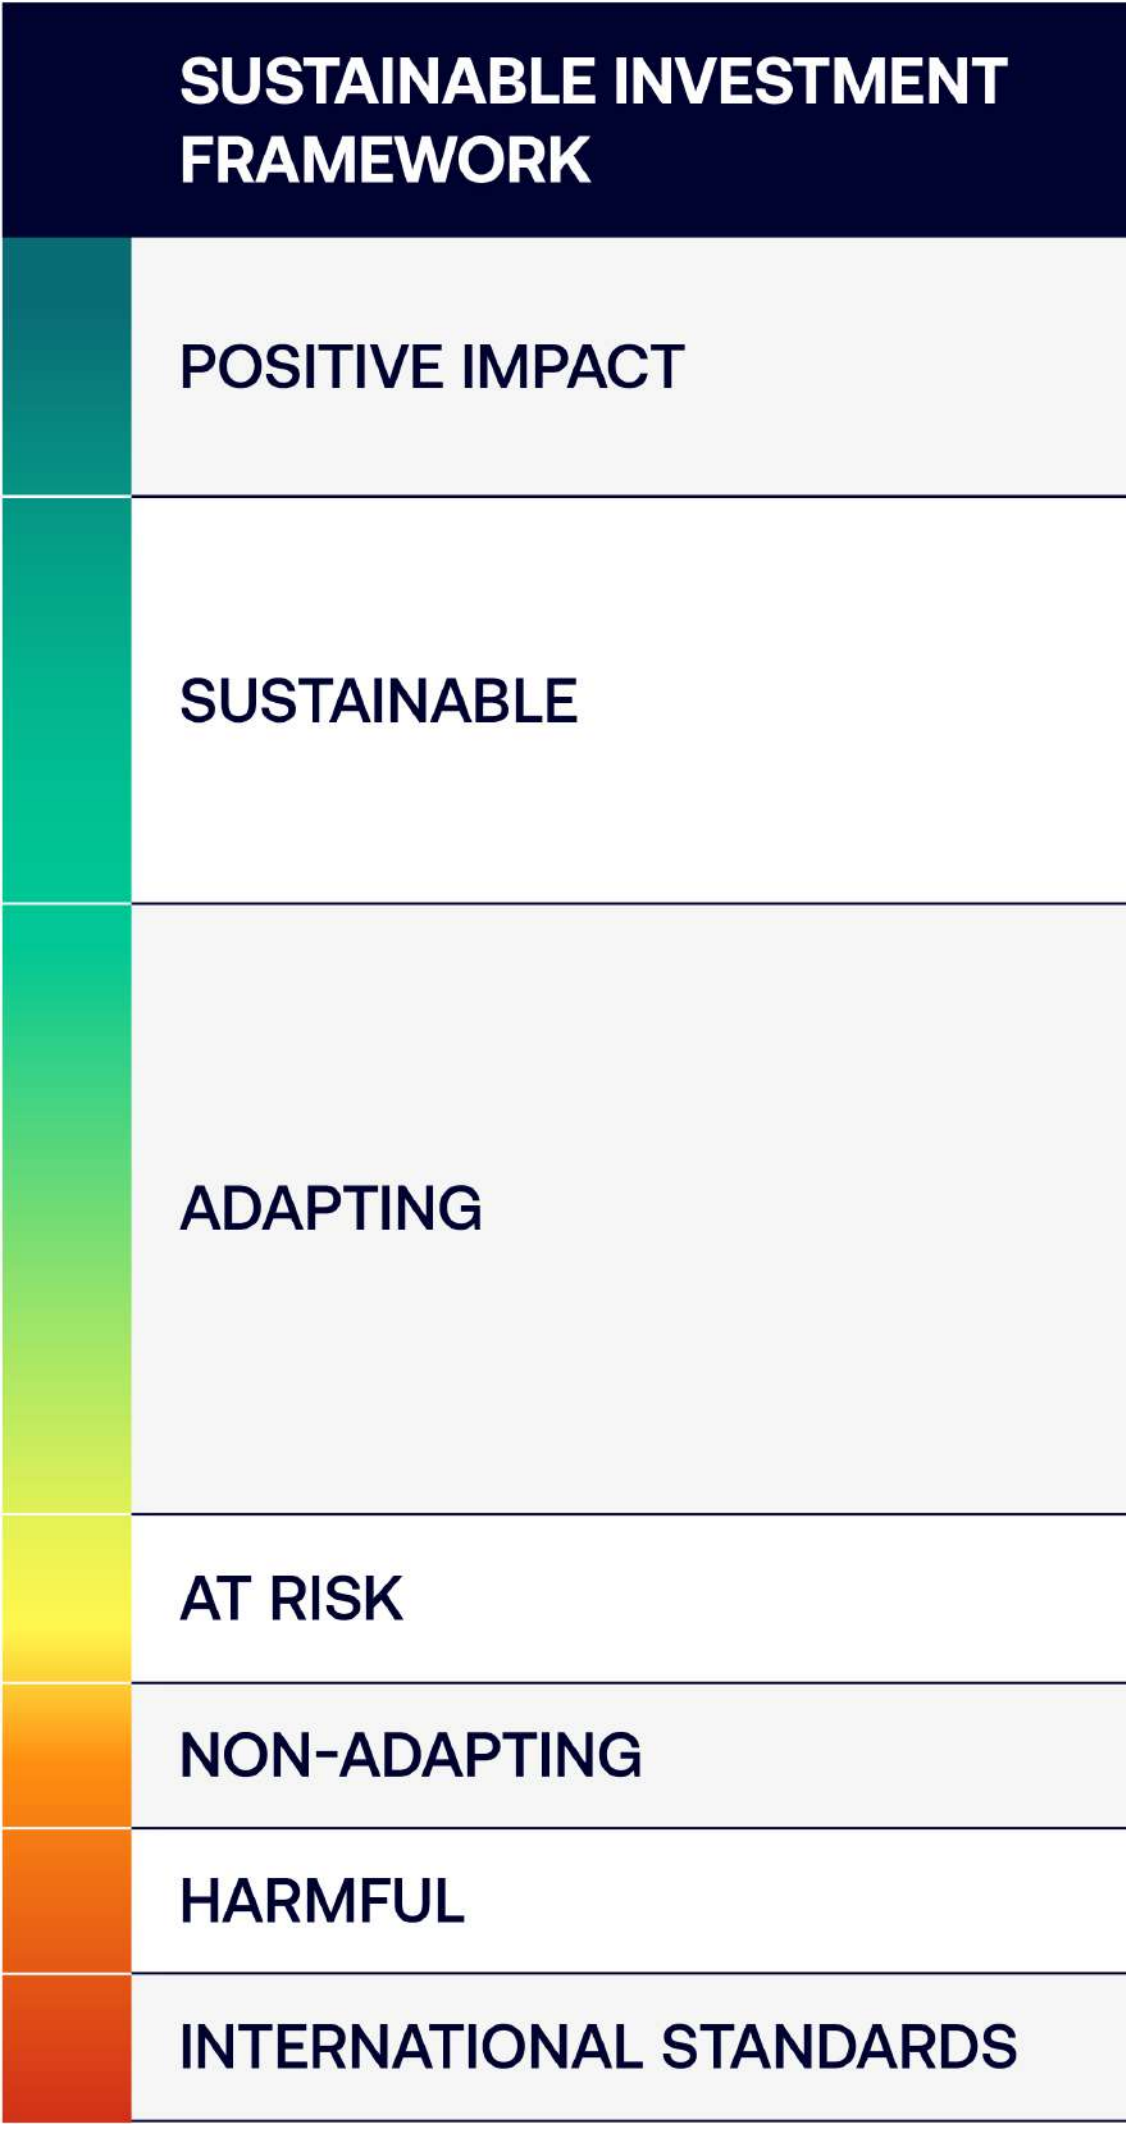 SUSTAINABLE INVESTMENT
FRAMEWORK
POSITIVE IMPACT
SUSTAINABLE
ADAPTING
AT RISK
NON-ADAPTING
HARMFUL
INTERNATIONAL STANDARDS